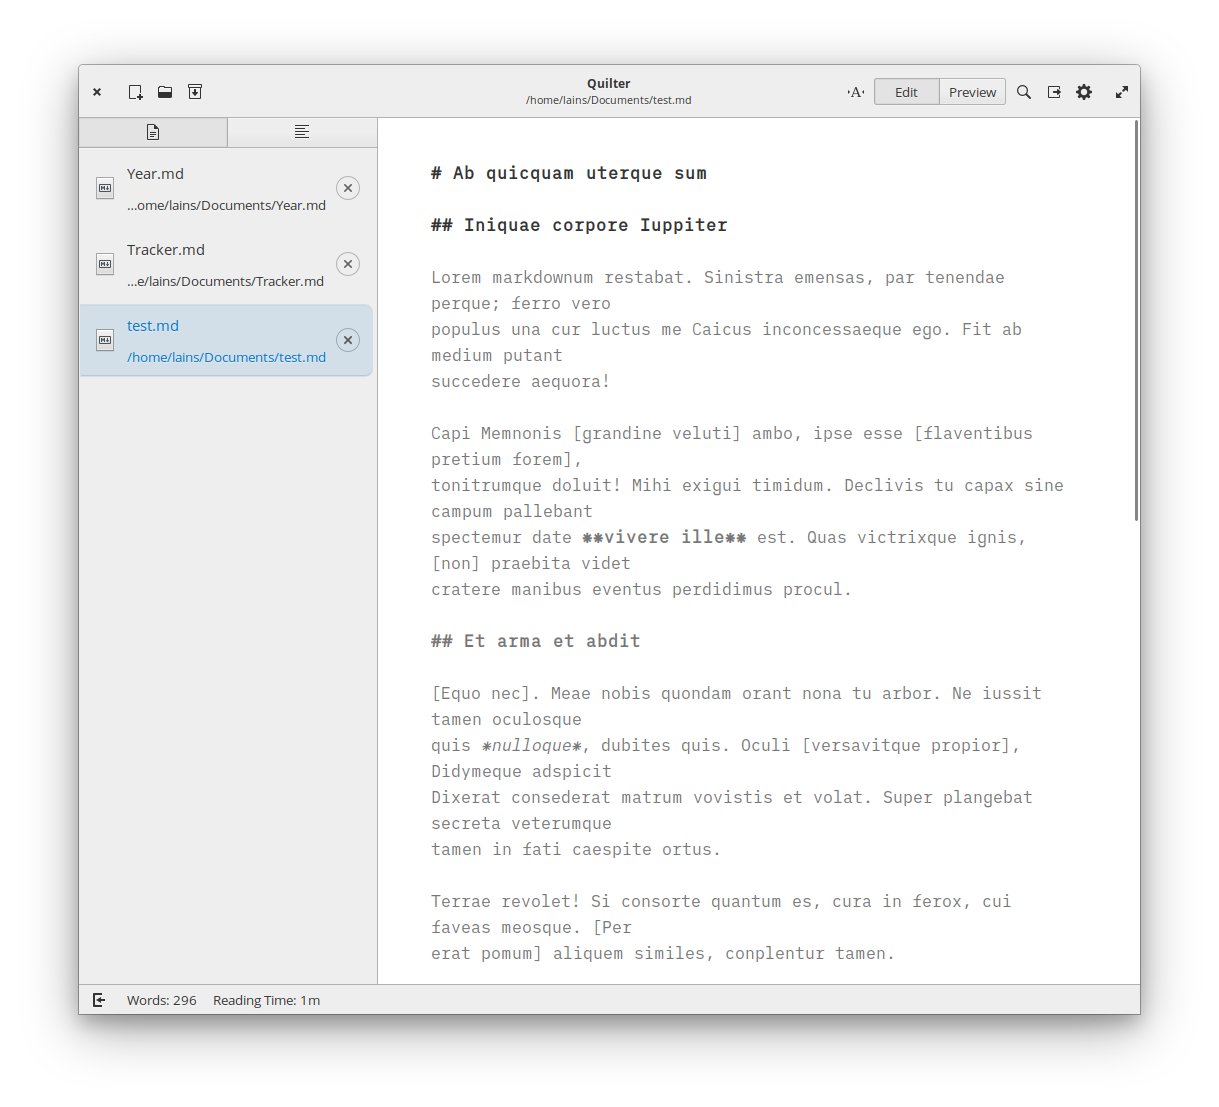 Quilter
/home/lains/Documents/test.md
A
Edit
Preview
Year.md
...ome/lains/Documents/Year.md
Tracker.md
...e/lains/Documents/Tracker.md
test.md
/home/lains/Documents/test.md
# Ab quicquam uterque sum
## Iniquae corpore Iuppiter
Lorem markdownum restabat. Sinistra emensas, par tenendae
perque; ferro vero
populus una cur luctus me Caicus inconcessaeque ego. Fit ab
medium putant
succedere aequora!
Capi Memnonis [grandine veluti] ambo, ipse esse [flaventibus
pretium forem],
tonitrumque doluit! Mihi exigui timidum. Declivis tu capax sine
campum pallebant
spectemur date **vivere ille** est. Quas victrixque ignis,
[non] praebita videt
cratere manibus eventus perdidimus procul.
## Et arma et abdit
[Equo nec]. Meae nobis quondam orant nona tu arbor. Ne iussit
tamen oculosque
quis *nulloque*, dubites quis. Oculi [versavitque propior],
Didymeque adspicit
Dixerat consederat matrum vovistis et volat. Super plangebat
secreta veterumque
tamen in fati caespite ortus.
Terrae revolet! Si consorte quantum es, cura in ferox, cui
faveas meosque. [Per
erat pomum] aliquem similes, conplentur tamen.
Words: 296
Reading Time: 1m